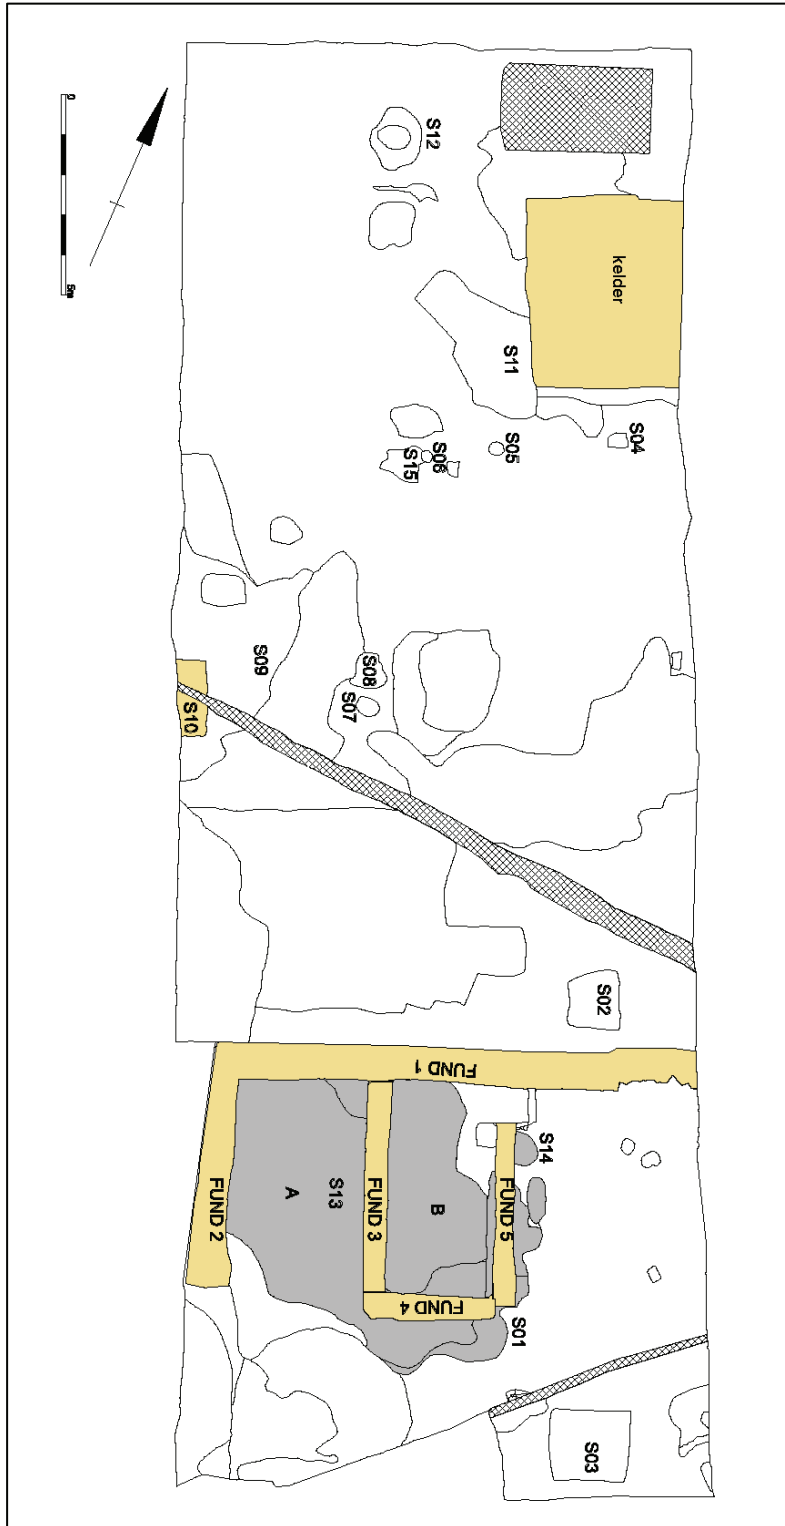 0
5m
S12
kelder
S11
S04
S05
S06
S15
S09
S08
S07
S10
S02
FUND 1
S14
FUND 2
A
S13
FUND 3
B
FUND 5
FUND 4
S01
S03